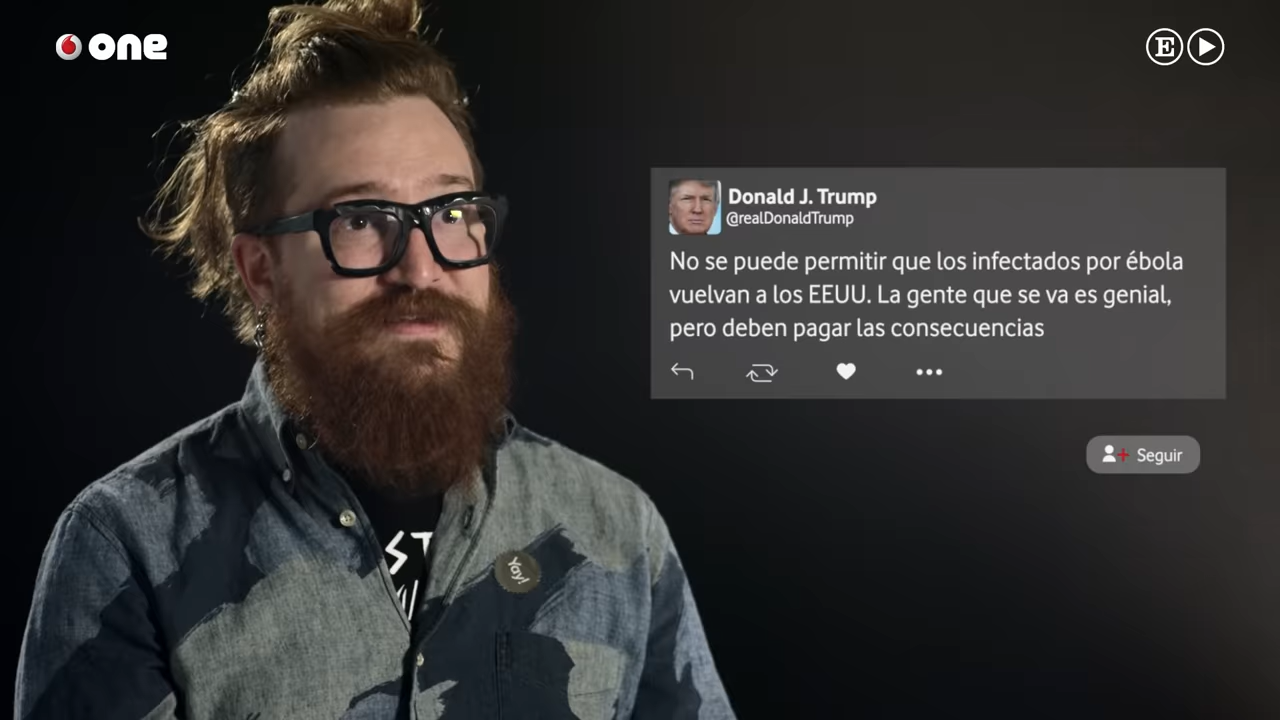 one
E
Donald J. Trump
@realDonaldTrump
No se puede permitir que los infectados por ébola
vuelvan a los EEUU. La gente que se va es genial,
pero deben pagar las consecuencias
Seguir
ST
Yay!